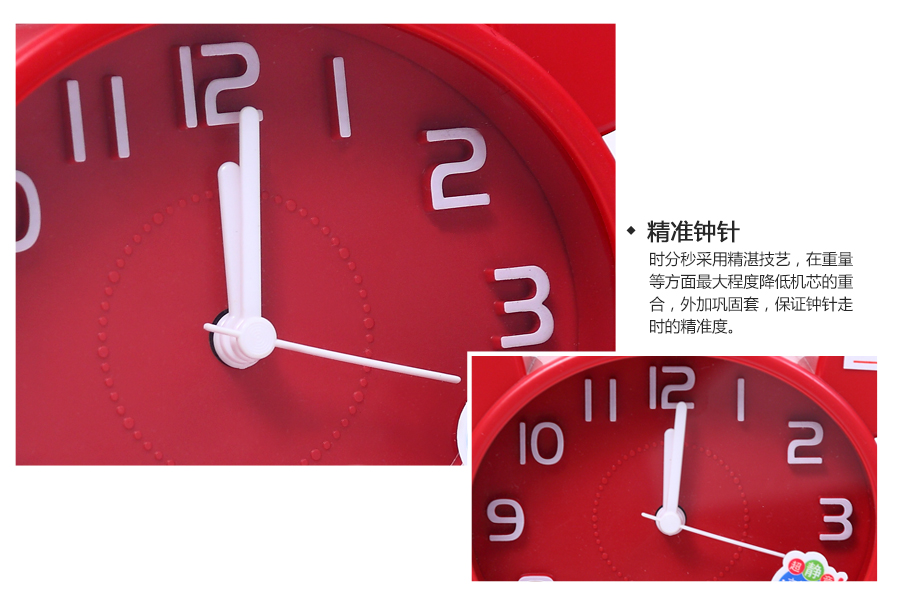 11 12 1
2
0
3
精准钟针
时分秒采用精湛技艺，在重量
等方面最大程度降低机芯的重
合，外加巩固套，保证钟针走
时的精准度。
11 12 1
10 2
9 3
超静